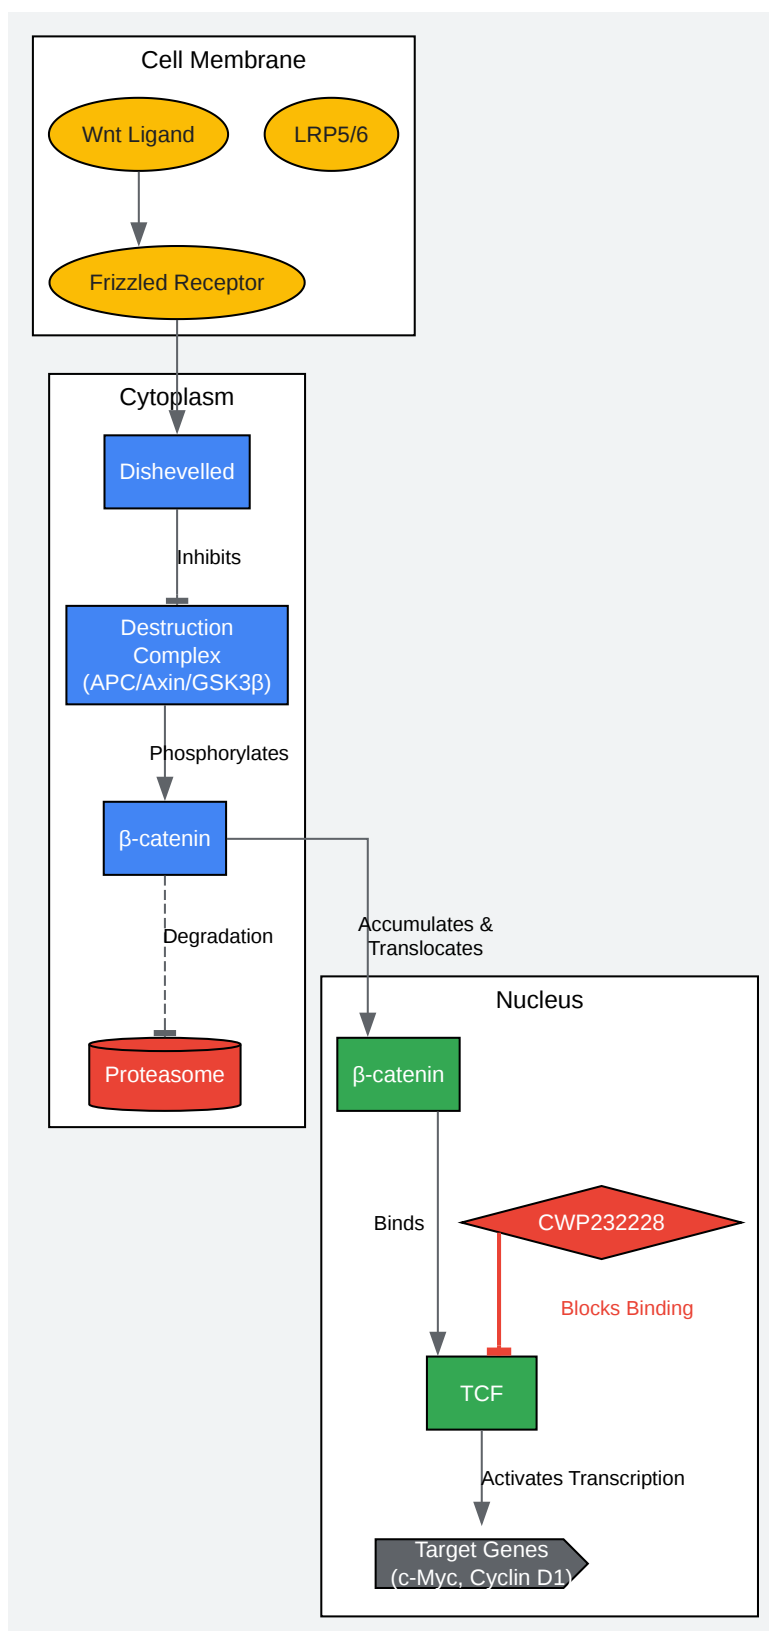 Cell Membrane
Wnt Ligand
LRP5/6
Frizzled Receptor
Cytoplasm
Dishevelled
Inhibits
Destruction
Complex
(APC/Axin/GSK3β)
Phosphorylates
β-catenin
Degradation
Accumulates &
Translocates
Proteasome
Nucleus
β-catenin
Binds
CWP232228
Blocks Binding
TCF
Activates Transcription
Target Genes
(c-Myc, Cyclin D1)